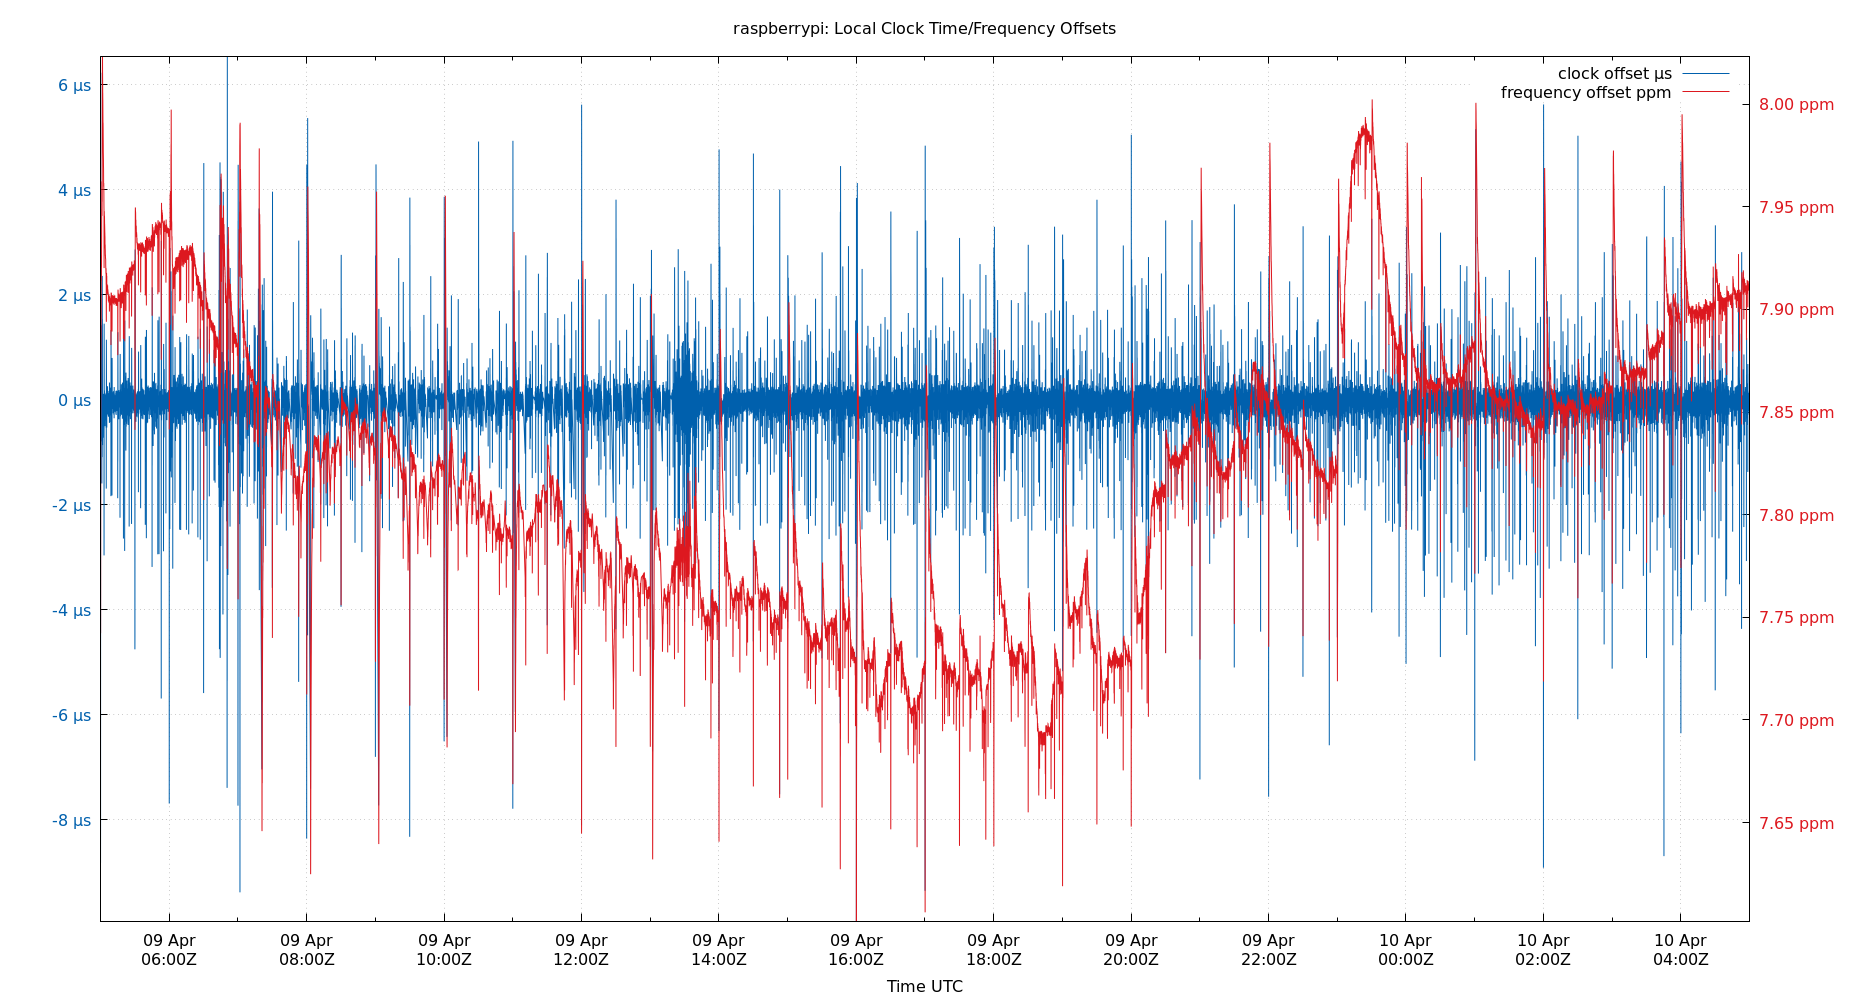 raspberrypi: Local Clock Time/Frequency Offsets
clock offset µs
frequency offset ppm
6 µs
4 µs
2 µs
0 µs
-2 µs
-4 µs
-6 µs
-8 µs
8.00 ppm
7.95 ppm
7.90 ppm
7.85 ppm
7.80 ppm
7.75 ppm
7.70 ppm
7.65 ppm
09 Apr
06:00Z
09 Apr
08:00Z
09 Apr
10:00Z
09 Apr
12:00Z
09 Apr
14:00Z
09 Apr
16:00Z
09 Apr
18:00Z
09 Apr
20:00Z
09 Apr
22:00Z
10 Apr
00:00Z
10 Apr
02:00Z
10 Apr
04:00Z
Time UTC